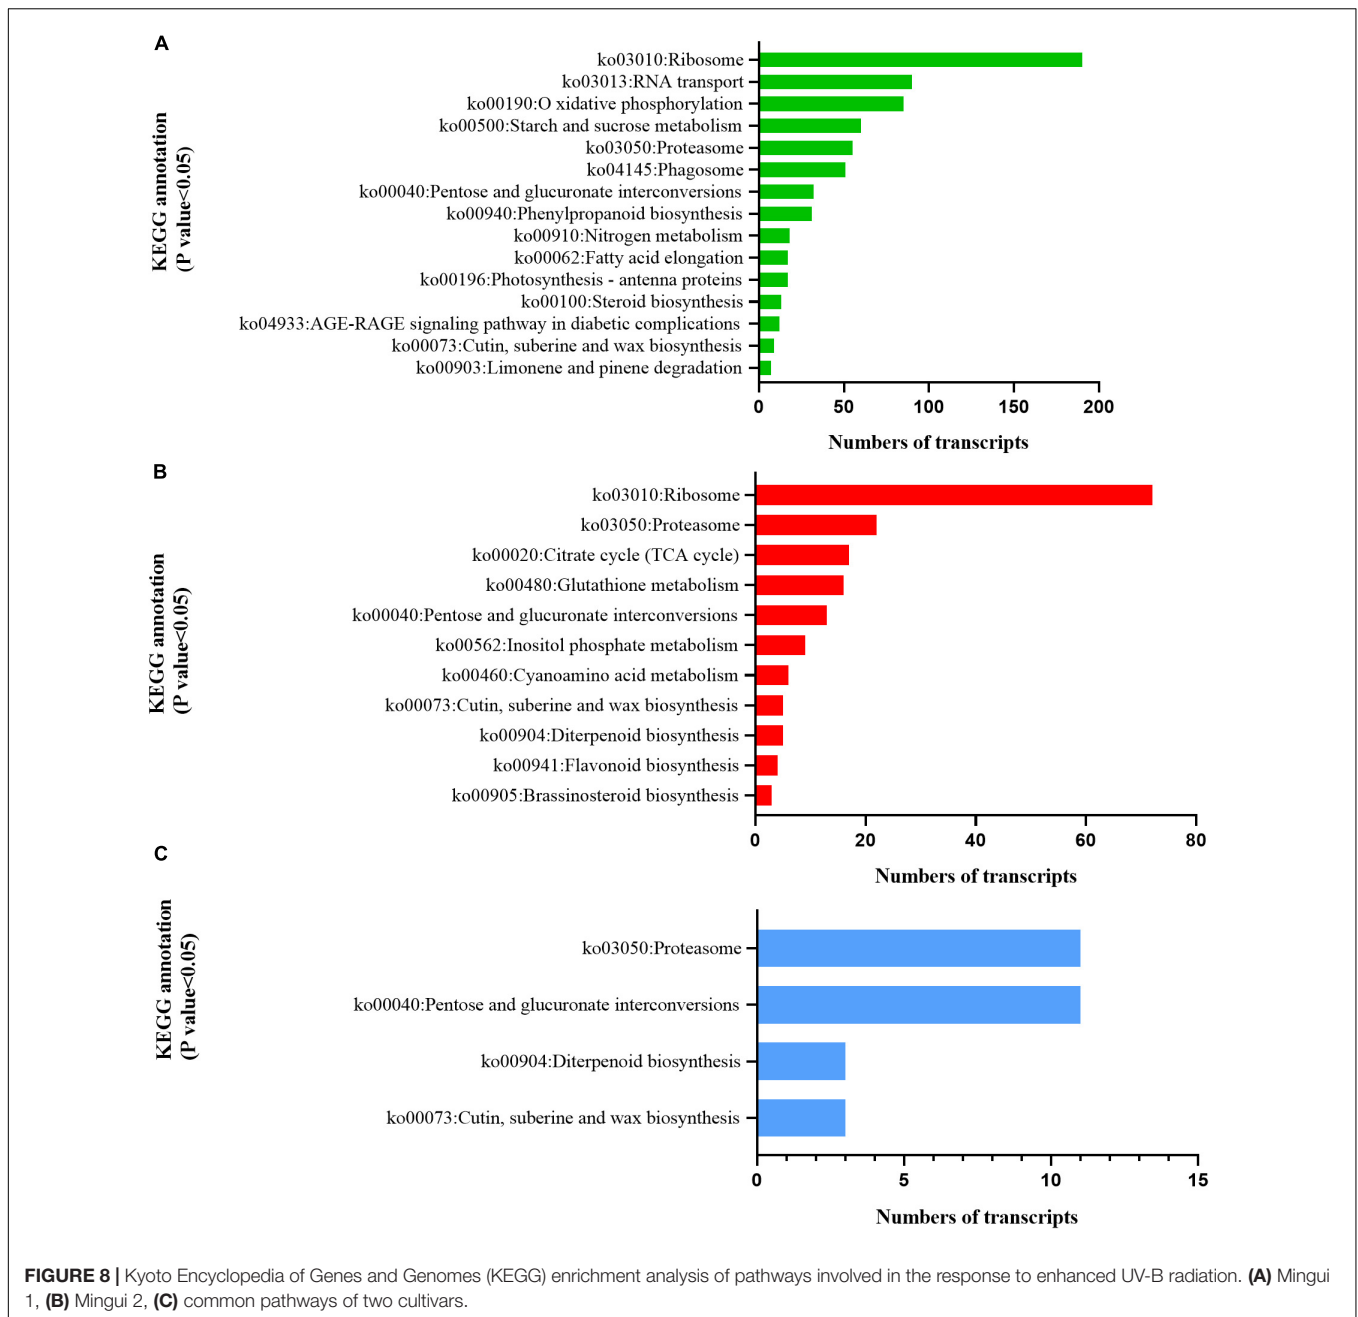 A
KEGG annotation
(P value<0.05)
ko03010:Ribosome
ko03013:RNA transport
ko00190:O xidative phosphorylation
ko00500:Starch and sucrose metabolism
ko03050:Proteasome
ko04145:Phagosome
ko00040:Pentose and glucuronate interconversions
ko00940:Phenylpropanoid biosynthesis
ko00910:Nitrogen metabolism
ko00062:Fatty acid elongation
ko00196:Photosynthesis - antenna proteins
ko00100:Steroid biosynthesis
ko04933:AGE-RAGE signaling pathway in diabetic complications
ko00073:Cutin, suberine and wax biosynthesis
ko00903:Limonene and pinene degradation
0 50 100 150 200
Numbers of transcripts
B
KEGG annotation
(P value<0.05)
ko03010:Ribosome
ko03050:Proteasome
ko00020:Citrate cycle (TCA cycle)
ko00480:Glutathione metabolism
ko00040:Pentose and glucuronate interconversions
ko00562:Inositol phosphate metabolism
ko00460:Cyanoamino acid metabolism
ko00073:Cutin, suberine and wax biosynthesis
ko00904:Diterpenoid biosynthesis
ko00941:Flavonoid biosynthesis
ko00905:Brassinosteroid biosynthesis
0 20 40 60 80
Numbers of transcripts
C
KEGG annotation
(P value<0.05)
ko03050:Proteasome
ko00040:Pentose and glucuronate interconversions
ko00904:Diterpenoid biosynthesis
ko00073:Cutin, suberine and wax biosynthesis
0 5 10 15
Numbers of transcripts
FIGURE 8 | Kyoto Encyclopedia of Genes and Genomes (KEGG) enrichment analysis of pathways involved in the response to enhanced UV-B radiation. (A) Mingui
1, (B) Mingui 2, (C) common pathways of two cultivars.